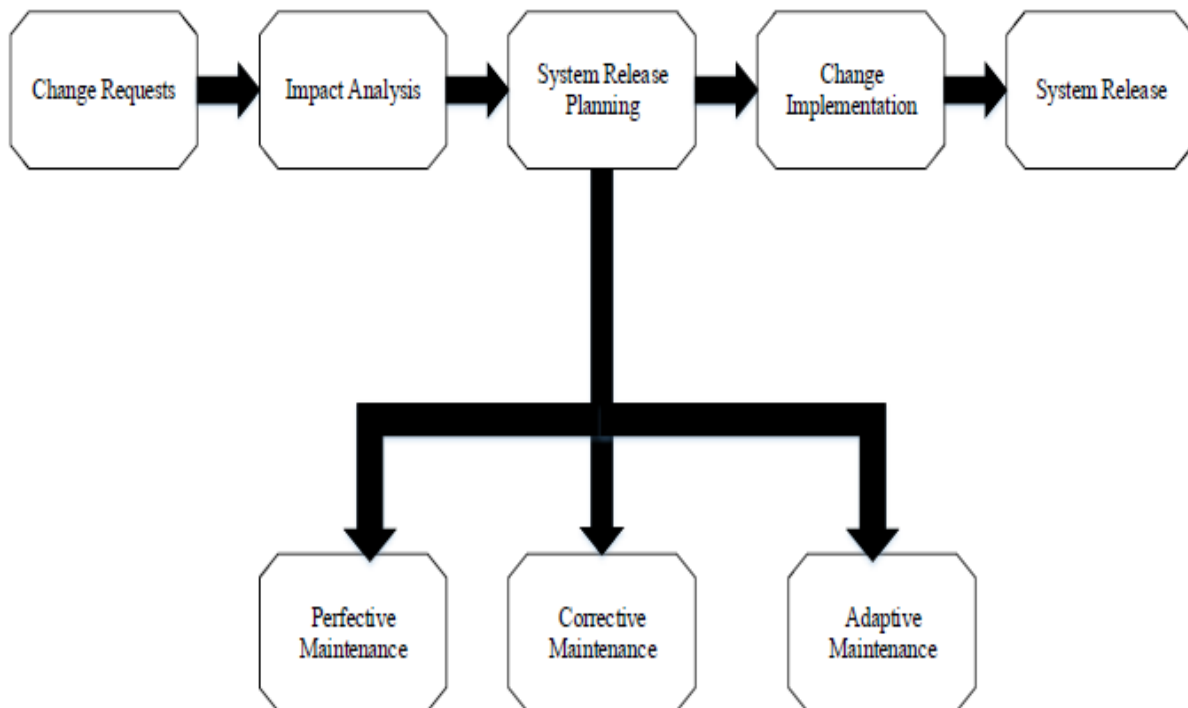 Change Requests
Impact Analysis
System Release
Planning
Change
Implementation
System Release
Perfective
Maintenance
Corrective
Maintenance
Adaptive
Maintenance